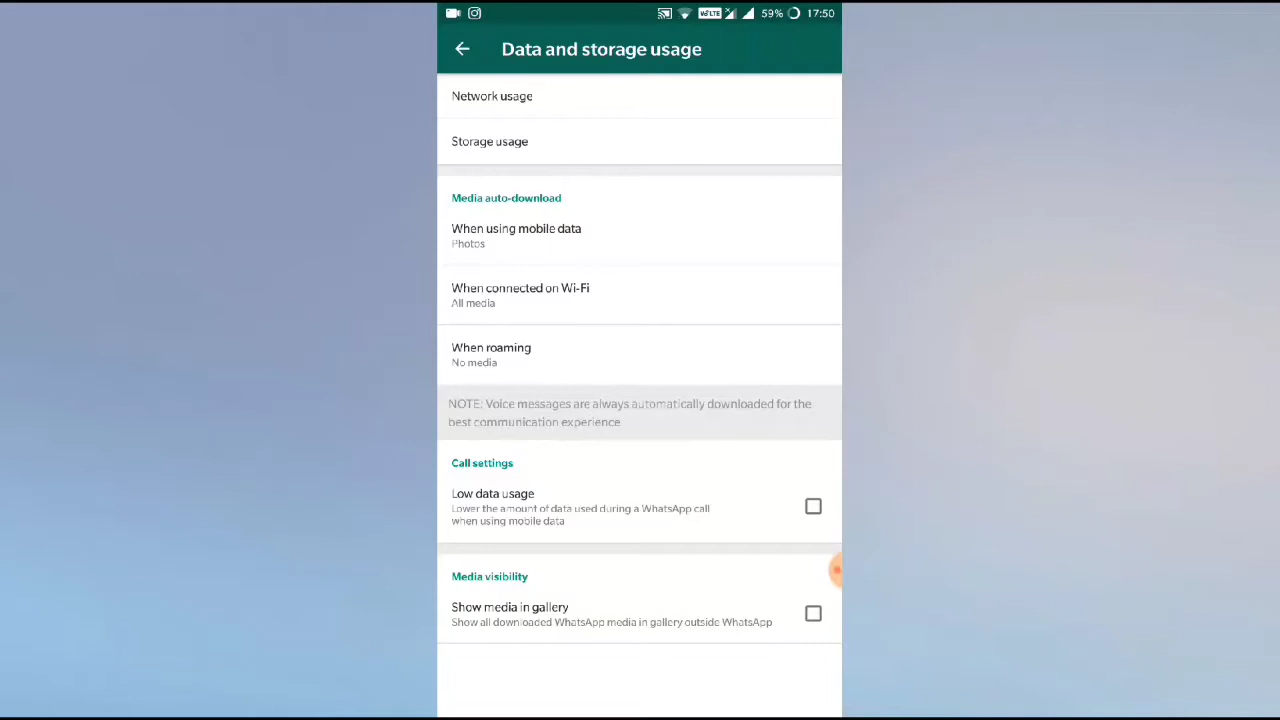 VoLTE 59% 17:50
Data and storage usage
Network usage
Storage usage
Media auto-download
When using mobile data
Photos
When connected on Wi-Fi
All media
When roaming
No media
NOTE: Voice messages are always automatically downloaded for the
best communication experience
Call settings
Low data usage
Lower the amount of data used during a WhatsApp call
when using mobile data
Media visibility
Show media in gallery
Show all downloaded WhatsApp media in gallery outside WhatsApp